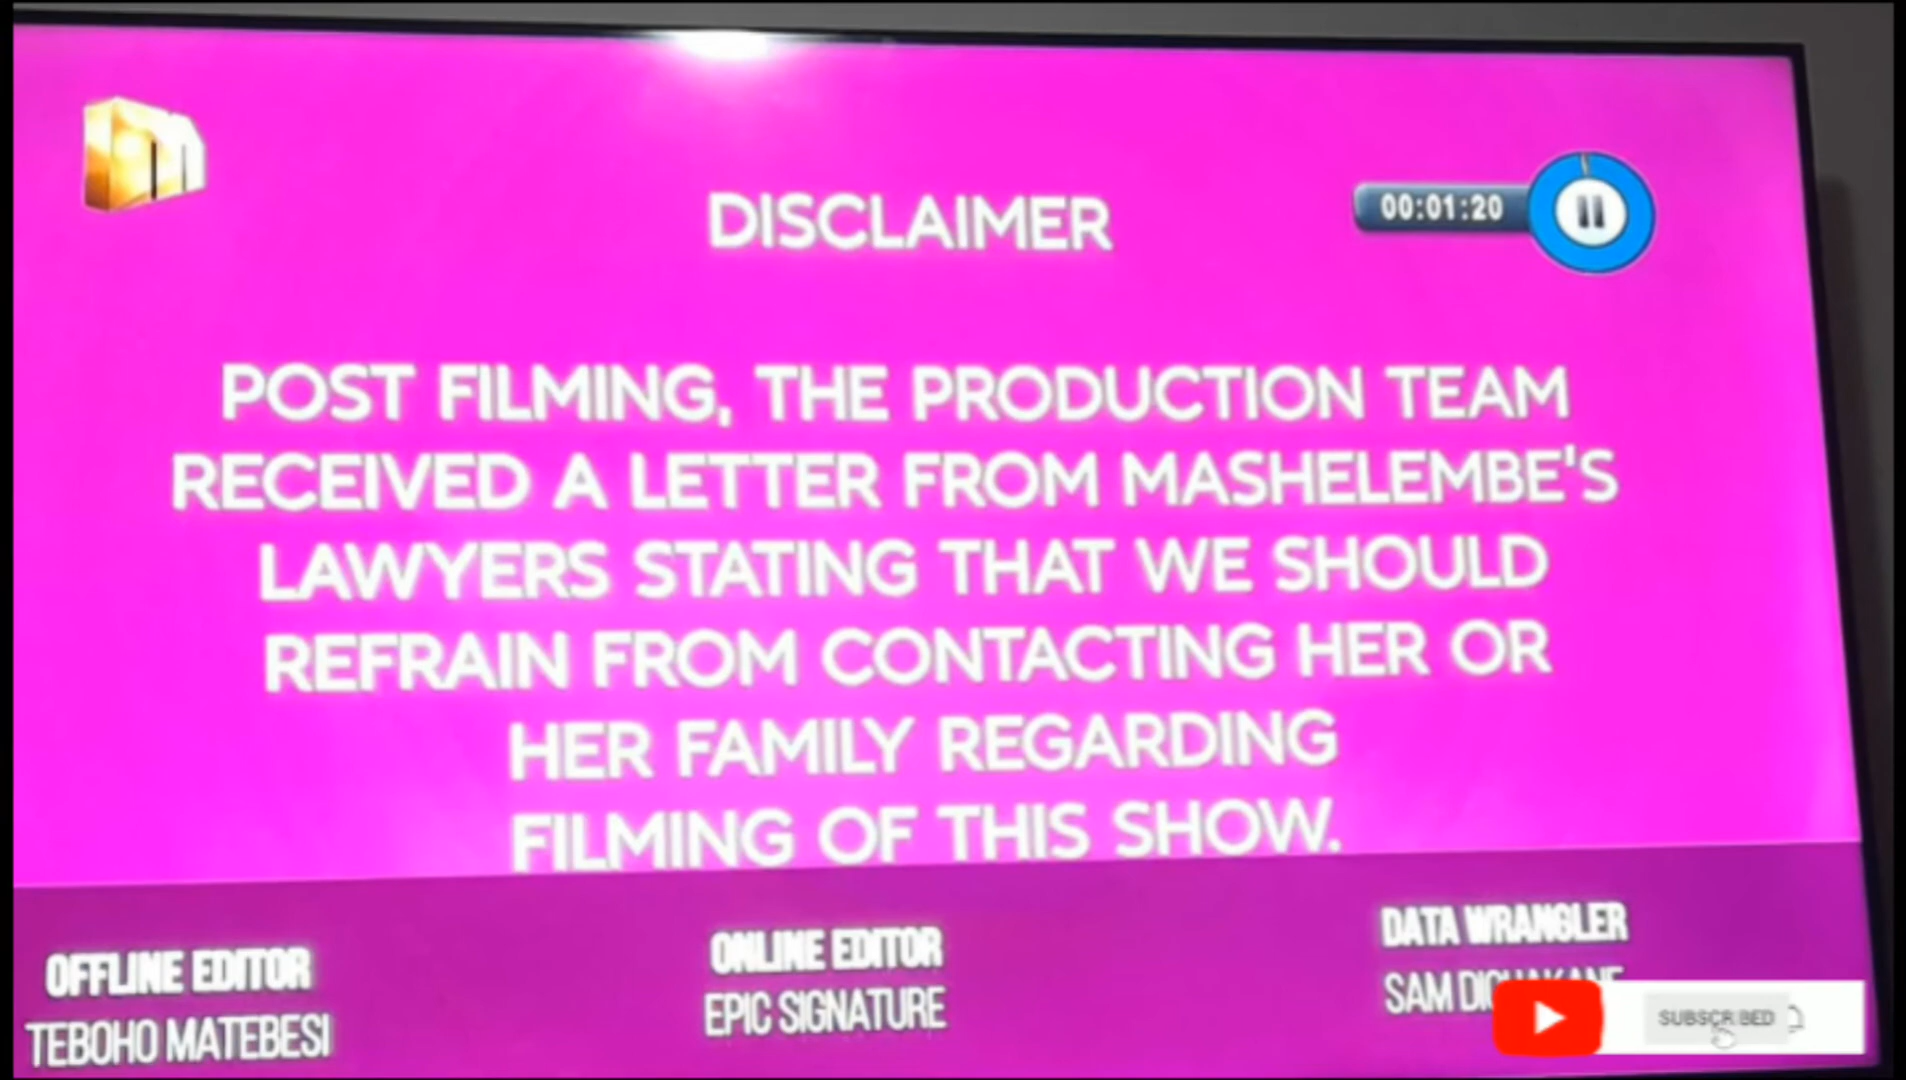 DISCLAIMER
00:01:20
POST FILMING, THE PRODUCTION TEAM
RECEIVED A LETTER FROM MASHELEMBE'S
LAWYERS STATING THAT WE SHOULD
REFRAIN FROM CONTACTING HER OR
HER FAMILY REGARDING
FILMING OF THIS SHOW.
OFFLINE EDITOR
TEBOHO MATEBESI
ONLINE EDITOR
EPIC SIGNATURE
DATA WRANGLER
SAM
SUBSCRIBED